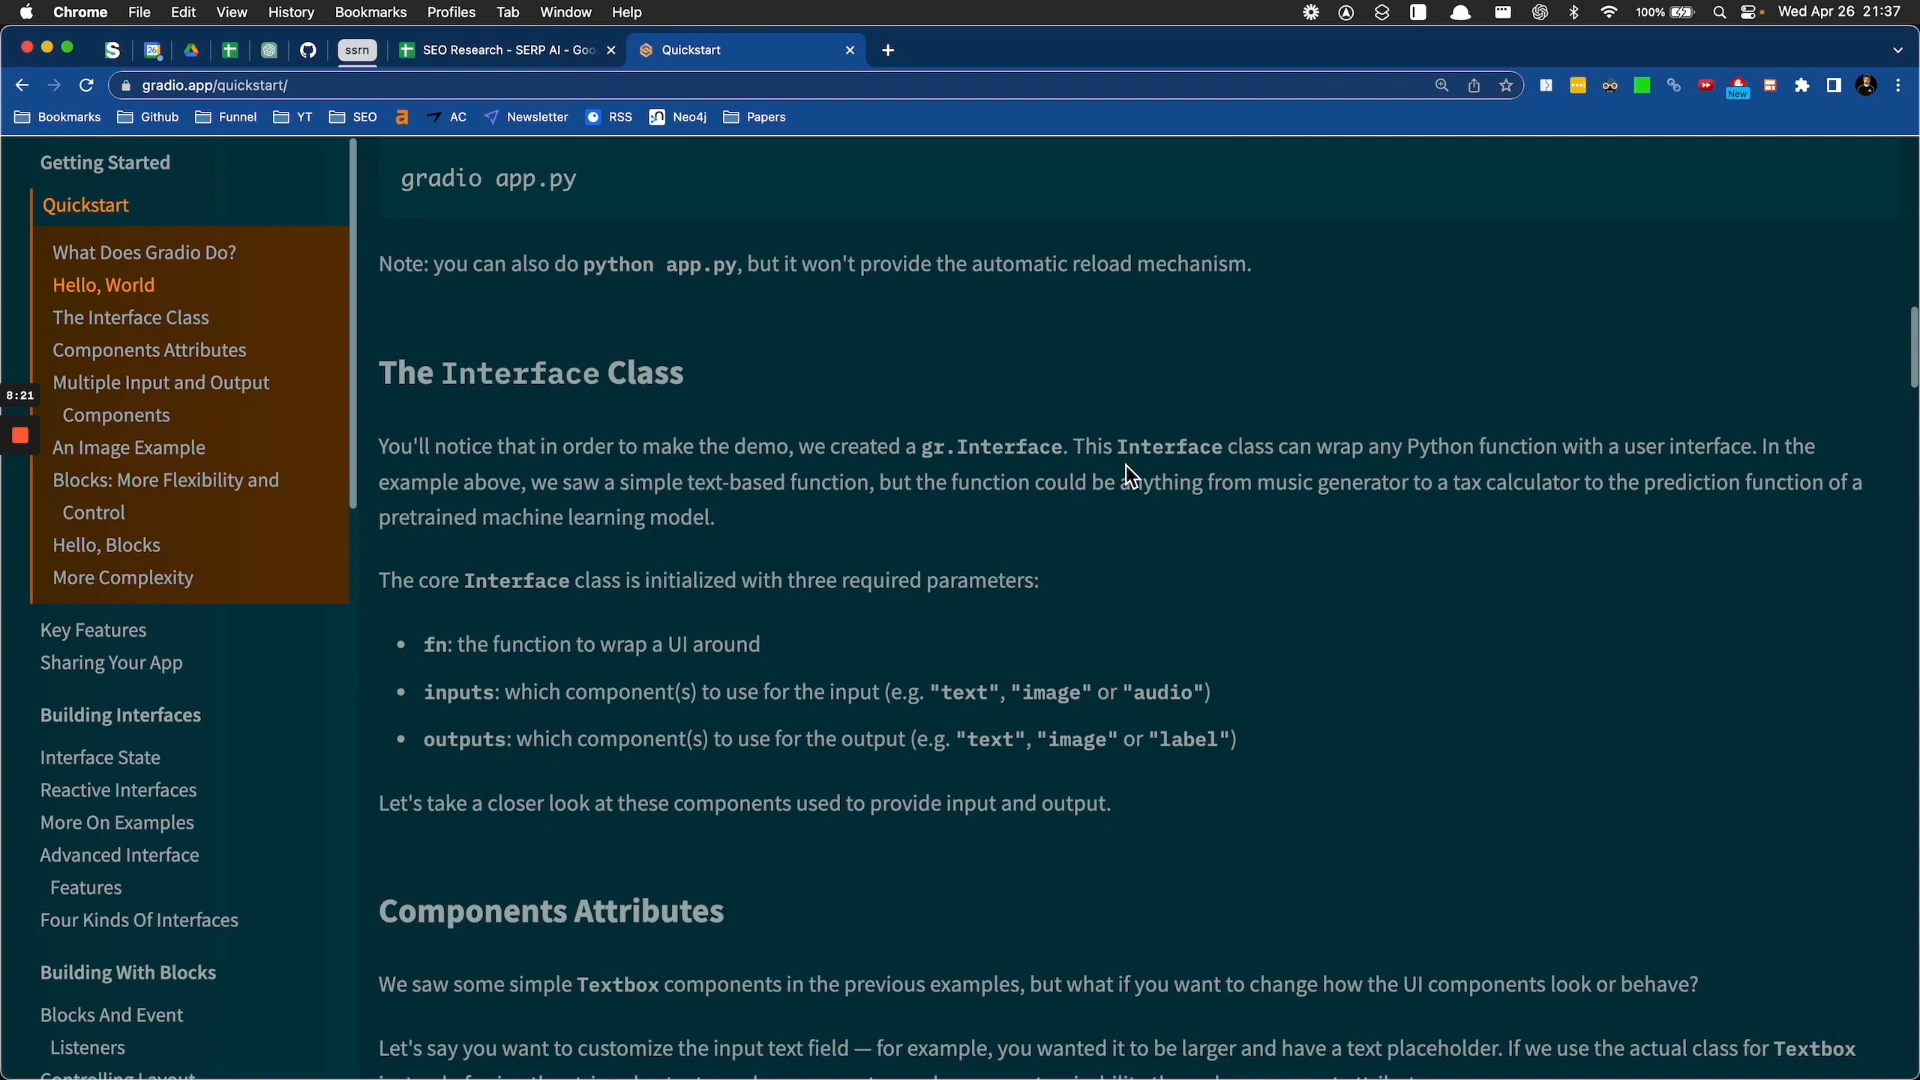 Chrome File Edit View History Bookmarks Profiles Tab Window Help 100% Wed Apr 26 21:37
ssrn SEO Research - SERP AI - Goo Quickstart
gradio.app/quickstart/ New
Bookmarks Github Funnel YT SEO AC Newsletter RSS Neo4j Papers
Getting Started
Quickstart
What Does Gradio Do?
Hello, World
The Interface Class
Components Attributes
Multiple Input and Output
Components
An Image Example
Blocks: More Flexibility and
Control
Hello, Blocks
More Complexity
Key Features
Sharing Your App
Building Interfaces
Interface State
Reactive Interfaces
More On Examples
Advanced Interface
Features
Four Kinds Of Interfaces
Building With Blocks
Blocks And Event
Listeners
Controlling Layout
8:21
gradio app.py
Note: you can also do python app.py, but it won't provide the automatic reload mechanism.
The Interface Class
You'll notice that in order to make the demo, we created a gr.Interface. This Interface class can wrap any Python function with a user interface. In the
example above, we saw a simple text-based function, but the function could be anything from music generator to a tax calculator to the prediction function of a
pretrained machine learning model.
The core Interface class is initialized with three required parameters:
• fn: the function to wrap a UI around
• inputs: which component(s) to use for the input (e.g. "text", "image" or "audio")
• outputs: which component(s) to use for the output (e.g. "text", "image" or "label")
Let's take a closer look at these components used to provide input and output.
Components Attributes
We saw some simple Textbox components in the previous examples, but what if you want to change how the UI components look or behave?
Let's say you want to customize the input text field — for example, you wanted it to be larger and have a text placeholder. If we use the actual class for Textbox